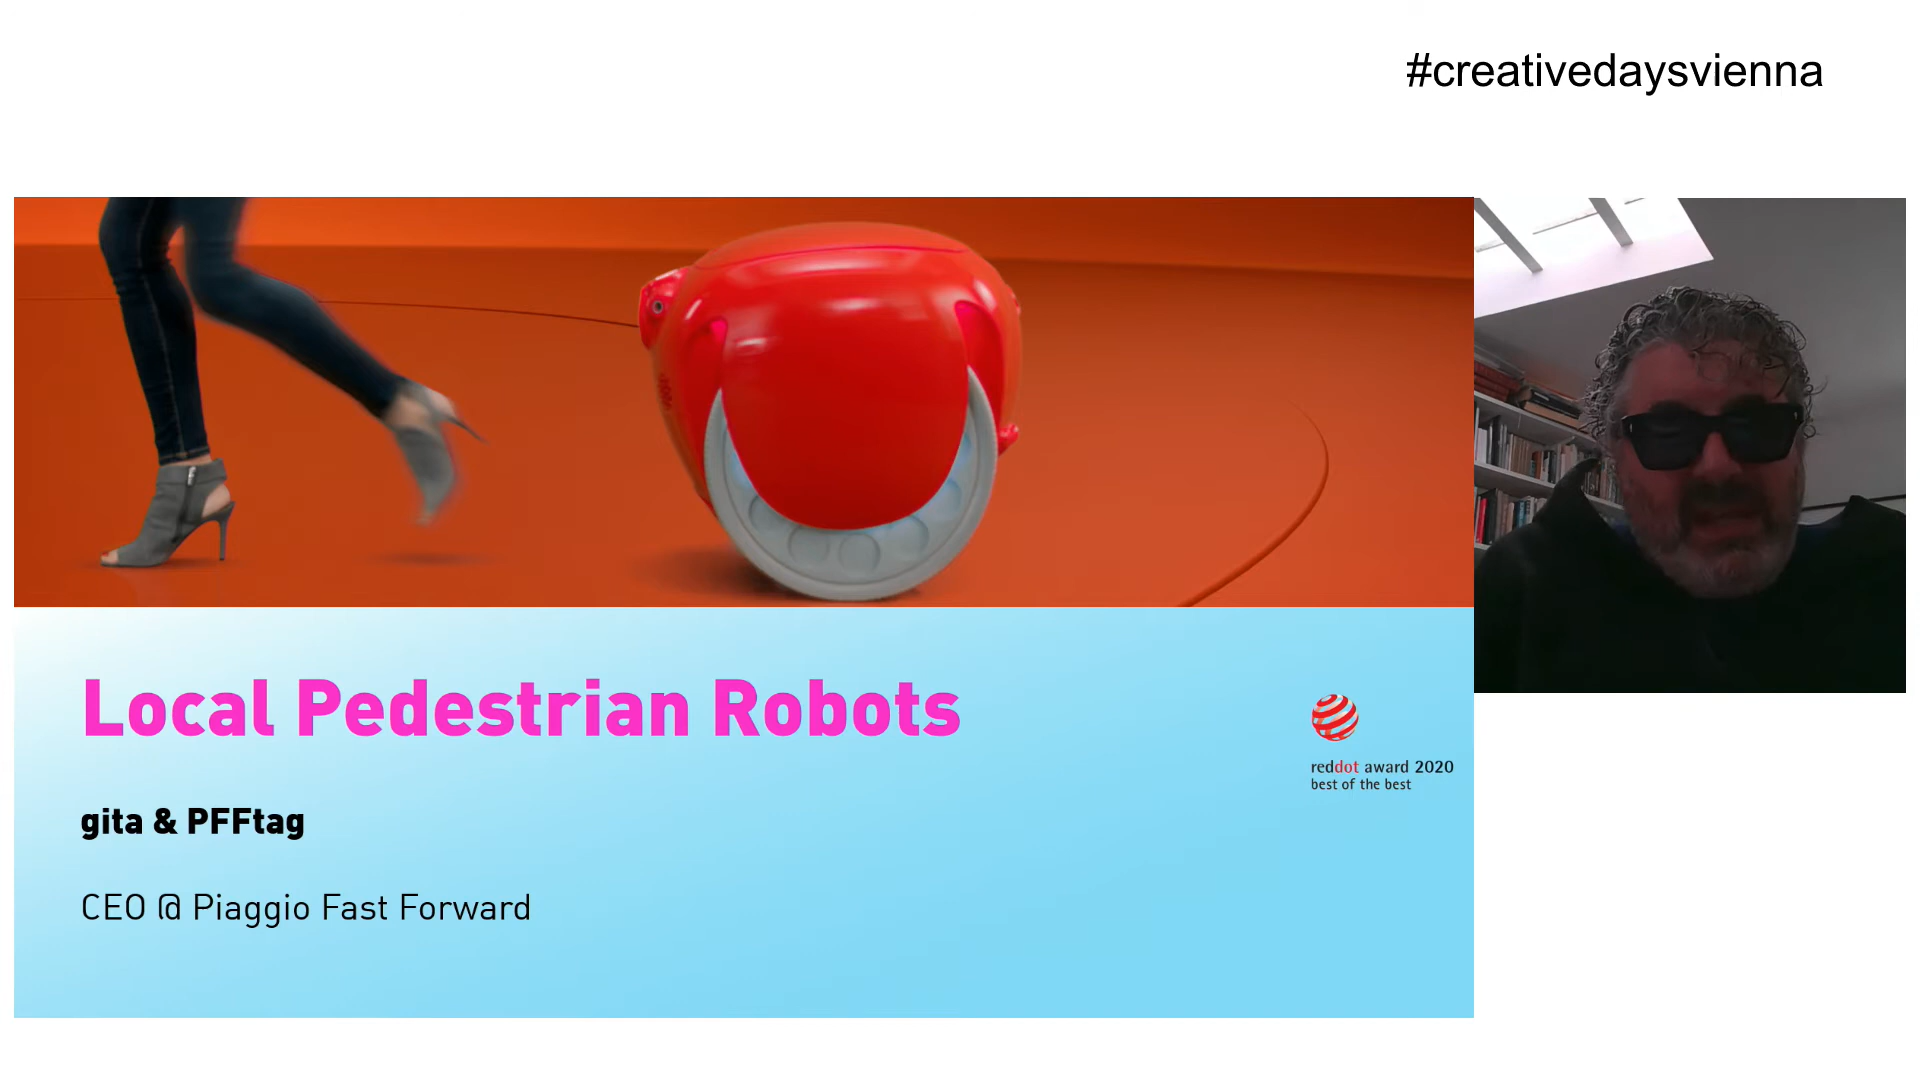 #creativedaysvienna
Local Pedestrian Robots
gita & PFFtag
CEO @ Piaggio Fast Forward
reddot award 2020
best of the best